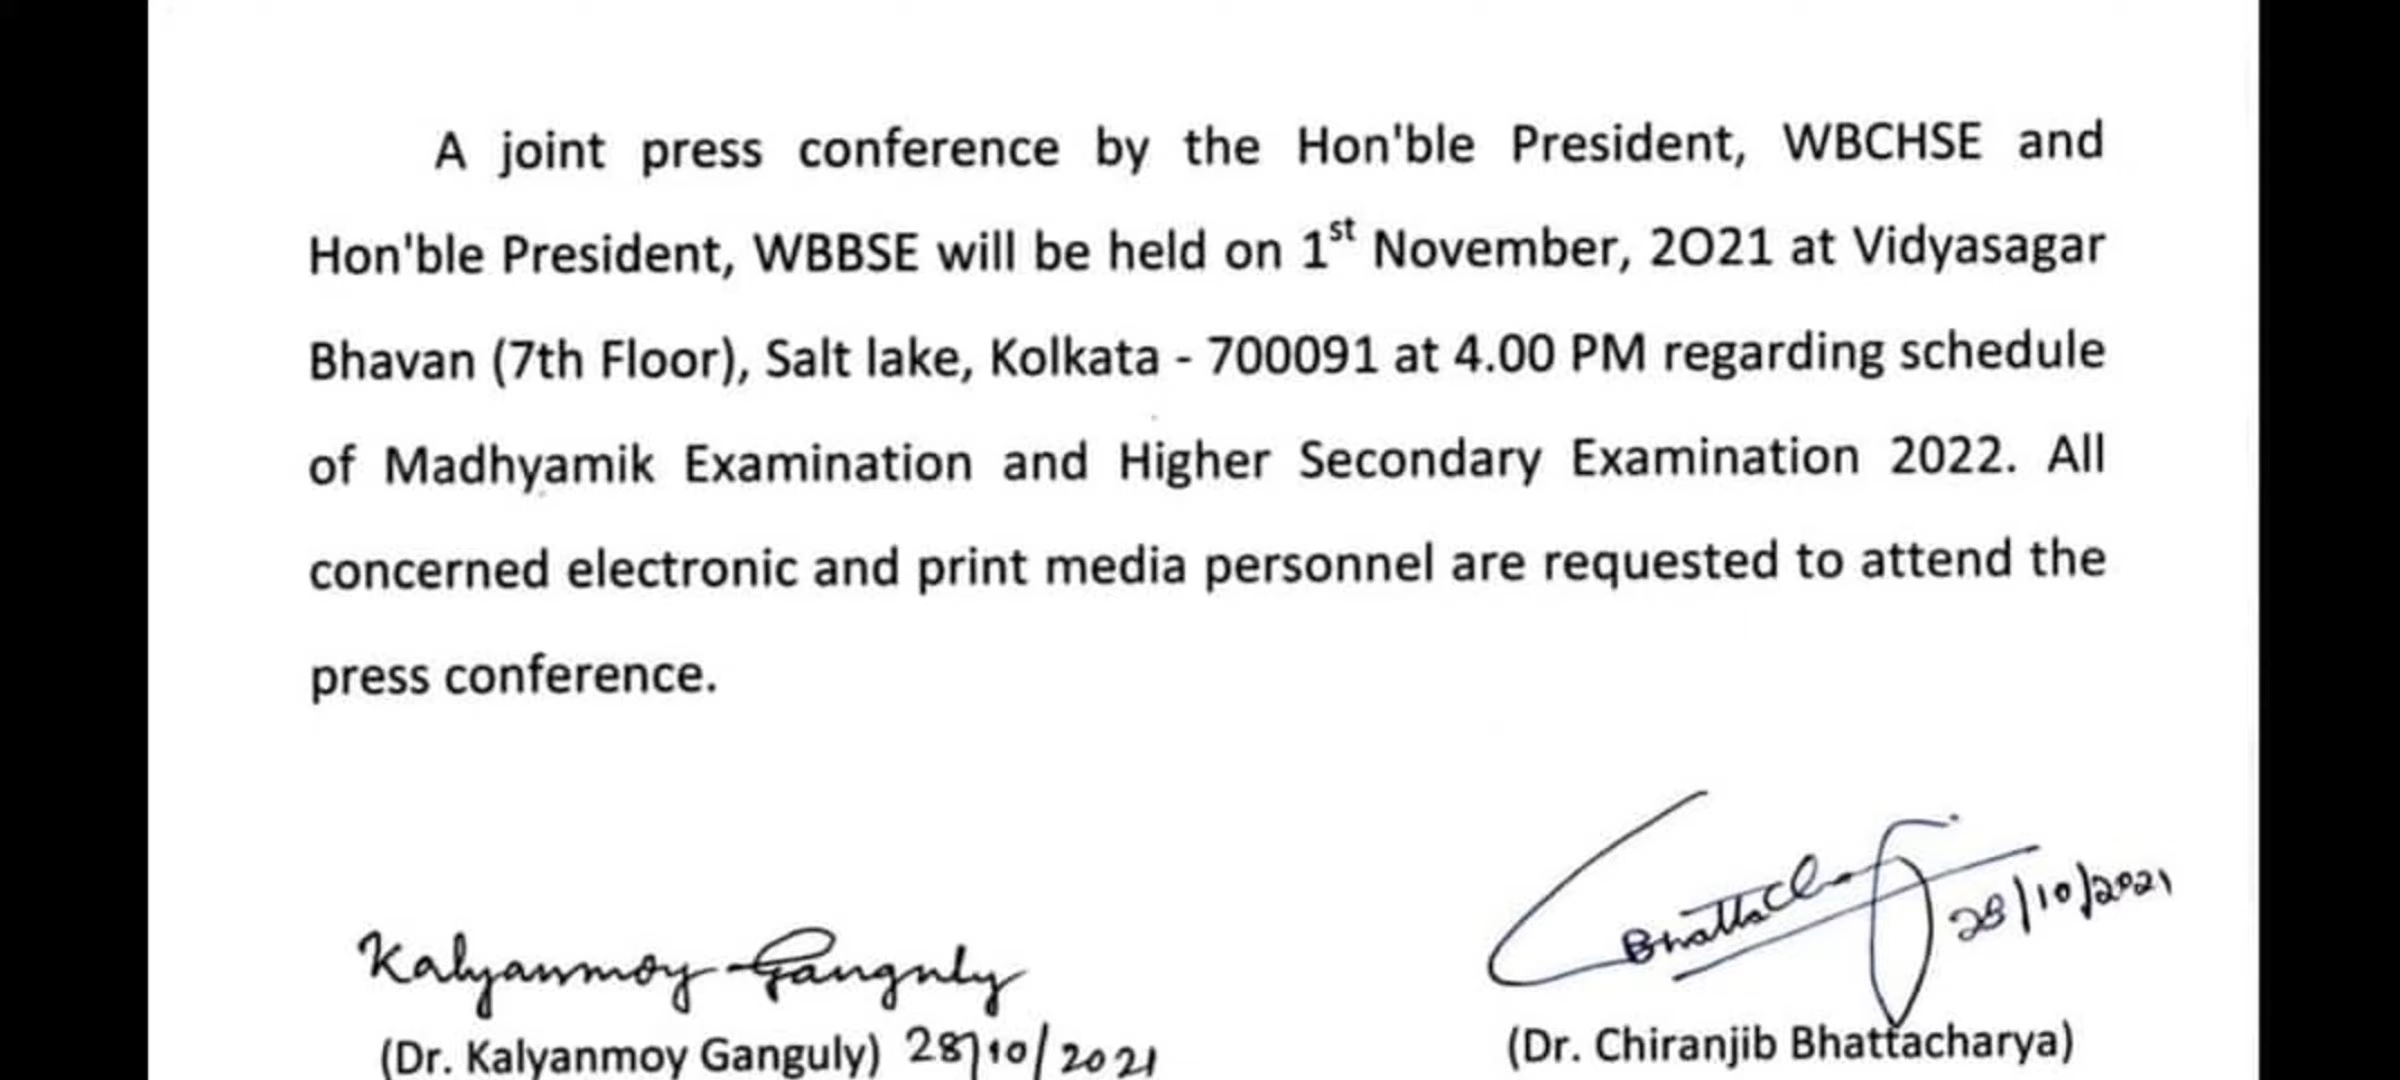 A joint press conference by the Hon'ble President, WBCHSE and
Hon'ble President, WBBSE will be held on 1st November, 2O21 at Vidyasagar
Bhavan (7th Floor), Salt lake, Kolkata - 700091 at 4.00 PM regarding schedule
of Madhyamik Examination and Higher Secondary Examination 2022. All
concerned electronic and print media personnel are requested to attend the
press conference.
Kalyanmoy Ganguly
(Dr. Kalyanmoy Ganguly) 28/10/2021
Bhattacharya 28/10/2021
(Dr. Chiranjib Bhattacharya)